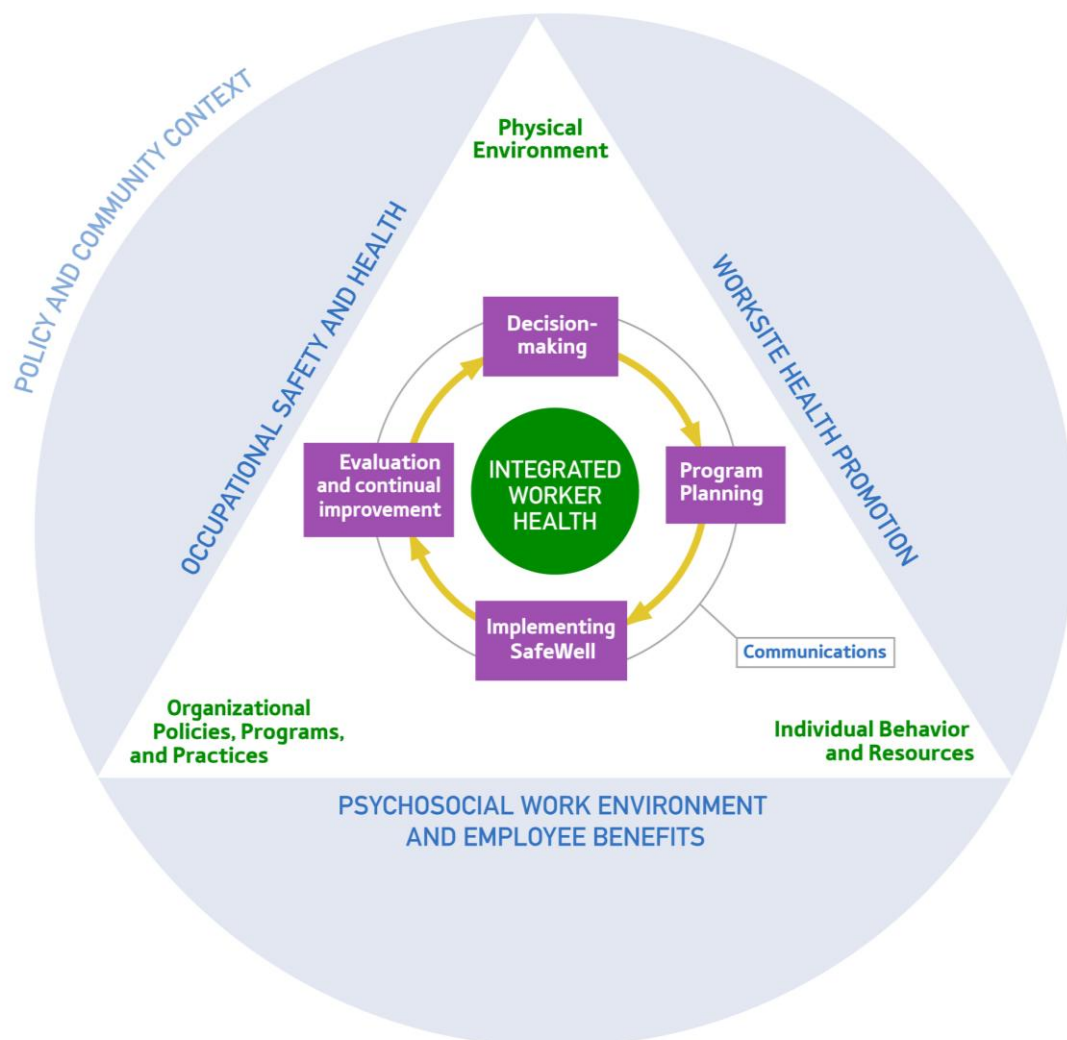 POLICY AND COMMUNITY CONTEXT
Physical
Environment
OCCUPATIONAL SAFETY AND HEALTH
WORKSITE HEALTH PROMOTION
Decision-
making
Evaluation
and continual
improvement
INTEGRATED
WORKER
HEALTH
Program
Planning
Implementing
SafeWell
Communications
Organizational
Policies, Programs,
and Practices
Individual Behavior
and Resources
PSYCHOSOCIAL WORK ENVIRONMENT
AND EMPLOYEE BENEFITS